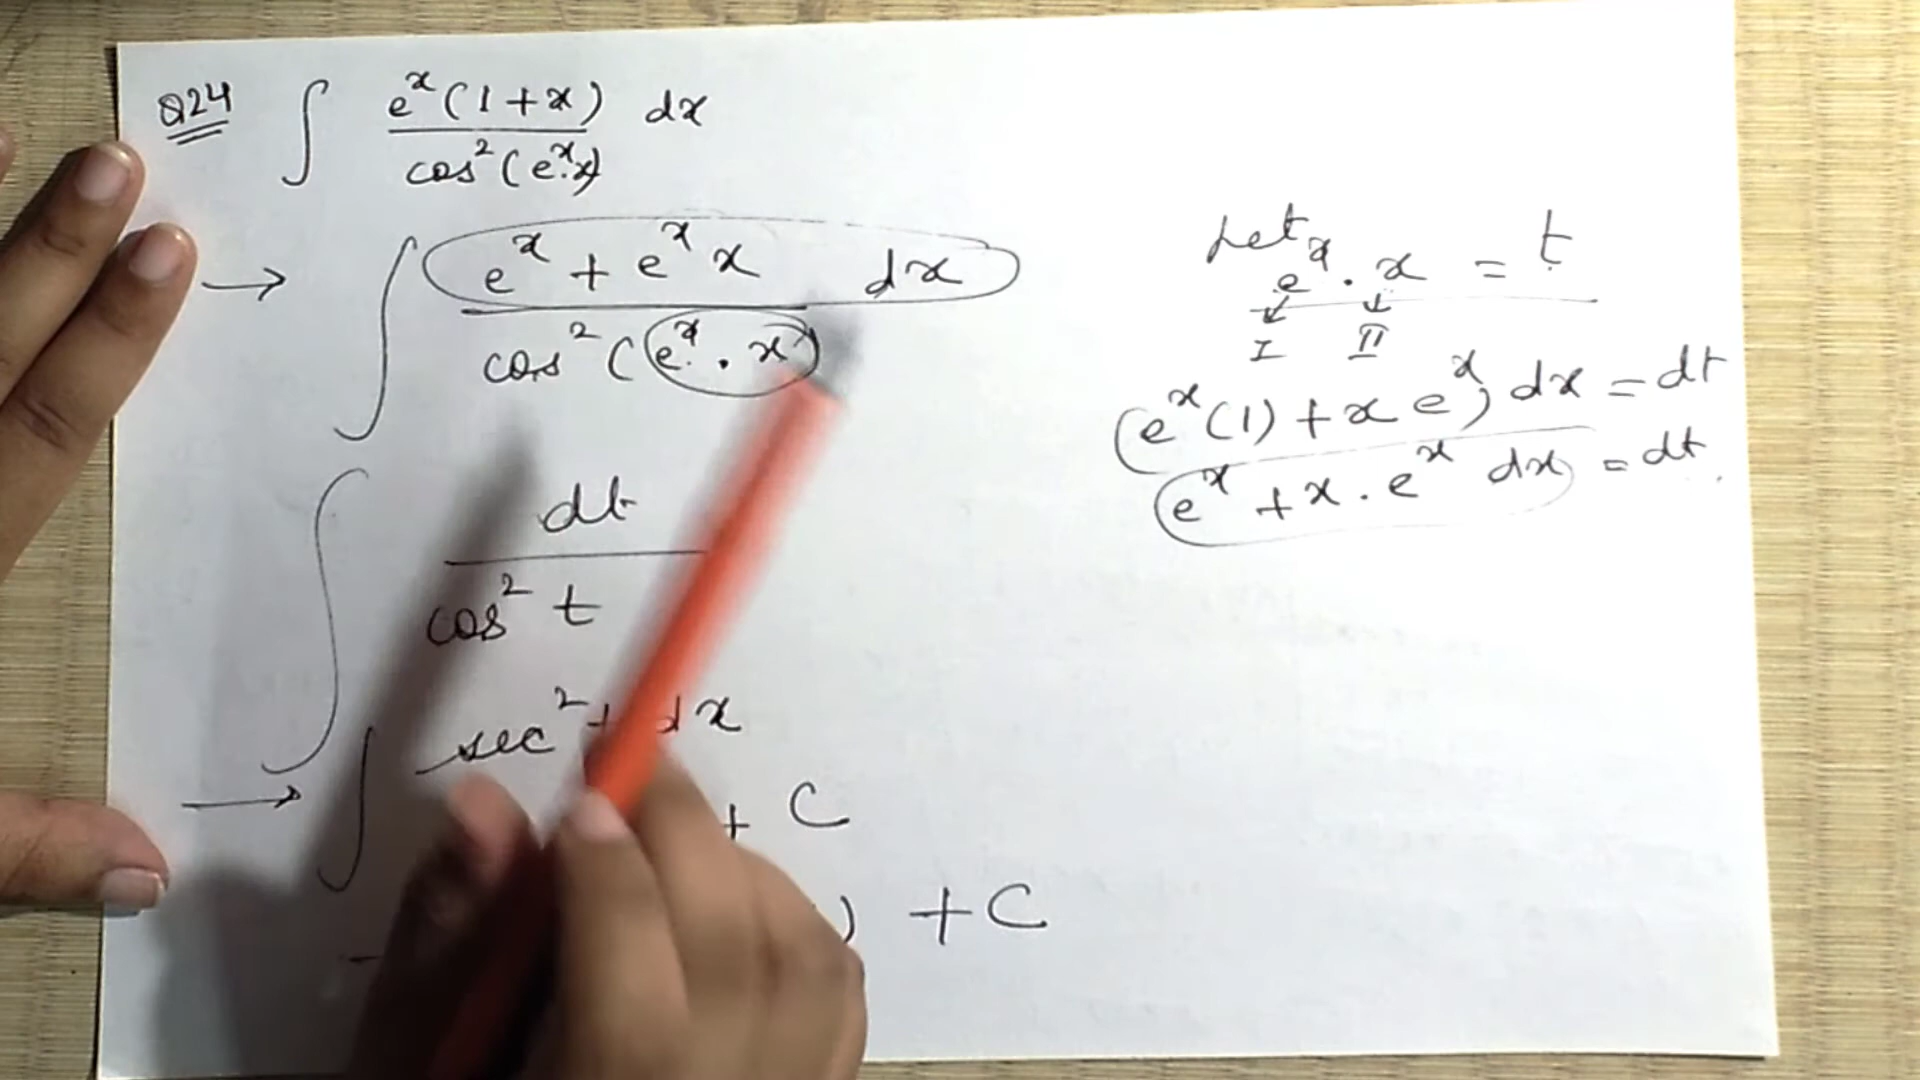 Q24 ∫ e^x(1+x) / cos²(e^x.x) dx
→ ∫ e^x + e^x x dx / cos²(e^x . x)
∫ dt / cos² t
→ ∫ sec² t dx
+ C
) + C
Let
e^x . x = t
I II
(e^x(1) + x e^x) dx = dt
e^x + x . e^x dx = dt